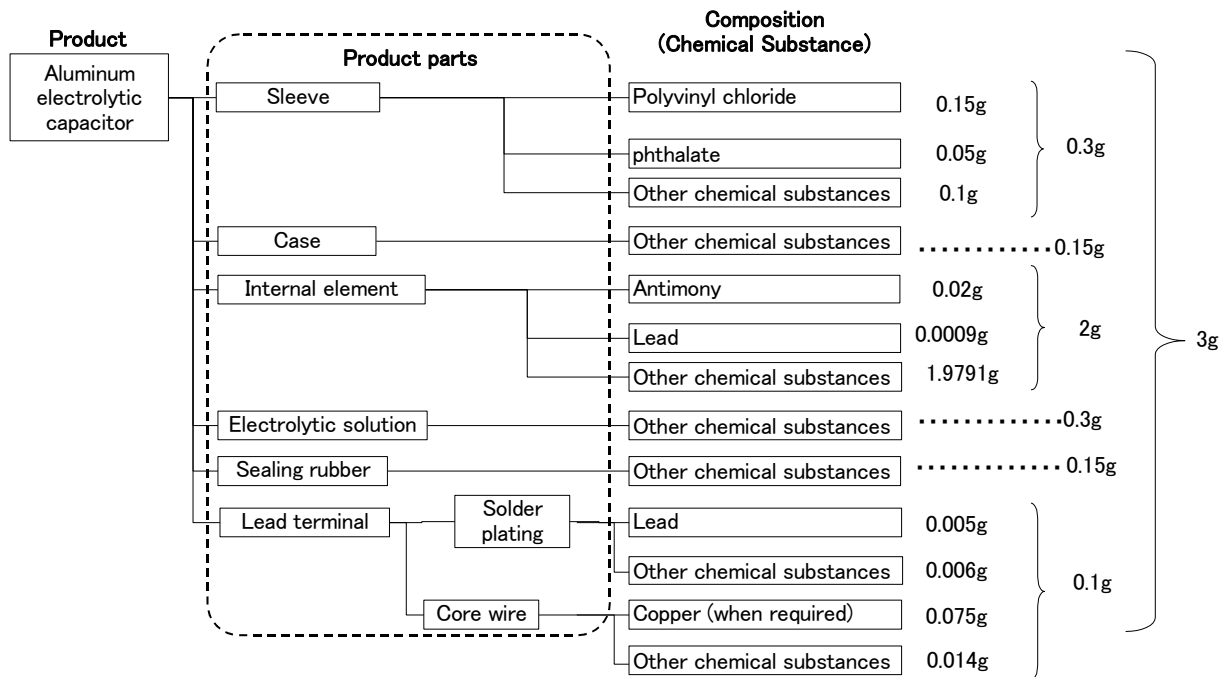 Product
Composition
(Chemical Substance)
Aluminum
electrolytic
capacitor
Product parts
Sleeve
Polyvinyl chloride
0.15g
phthalate
0.05g
Other chemical substances
0.1g
0.3g
Case
Other chemical substances
0.15g
Internal element
Antimony
0.02g
Lead
0.0009g
Other chemical substances
1.9791g
2g
3g
Electrolytic solution
Other chemical substances
0.3g
Sealing rubber
Other chemical substances
0.15g
Lead terminal
Solder
plating
Lead
0.005g
Other chemical substances
0.006g
Core wire
Copper (when required)
0.075g
Other chemical substances
0.014g
0.1g